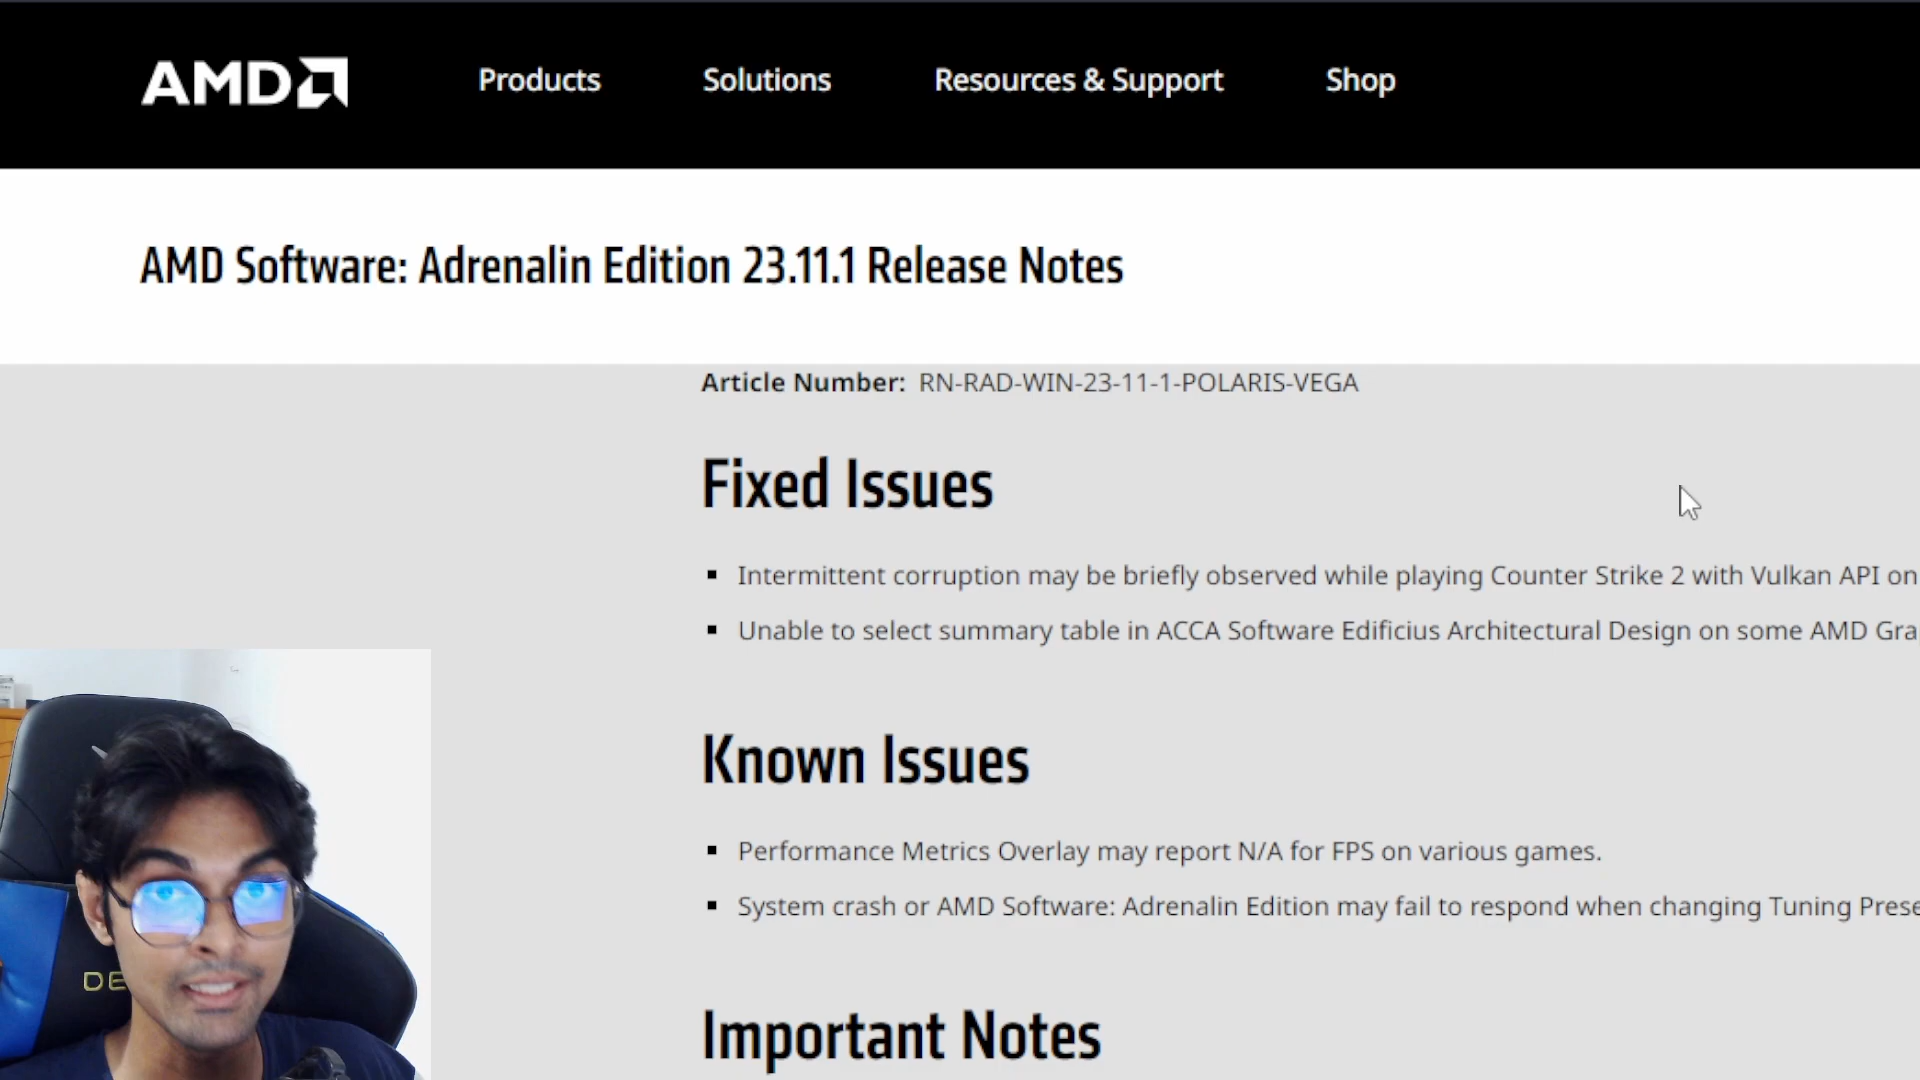 AMD
Products
Solutions
Resources & Support
Shop
AMD Software: Adrenalin Edition 23.11.1 Release Notes
Article Number: RN-RAD-WIN-23-11-1-POLARIS-VEGA
Fixed Issues
▪ Intermittent corruption may be briefly observed while playing Counter Strike 2 with Vulkan API on
▪ Unable to select summary table in ACCA Software Edificius Architectural Design on some AMD Gra
Known Issues
▪ Performance Metrics Overlay may report N/A for FPS on various games.
▪ System crash or AMD Software: Adrenalin Edition may fail to respond when changing Tuning Prese
DE
Important Notes